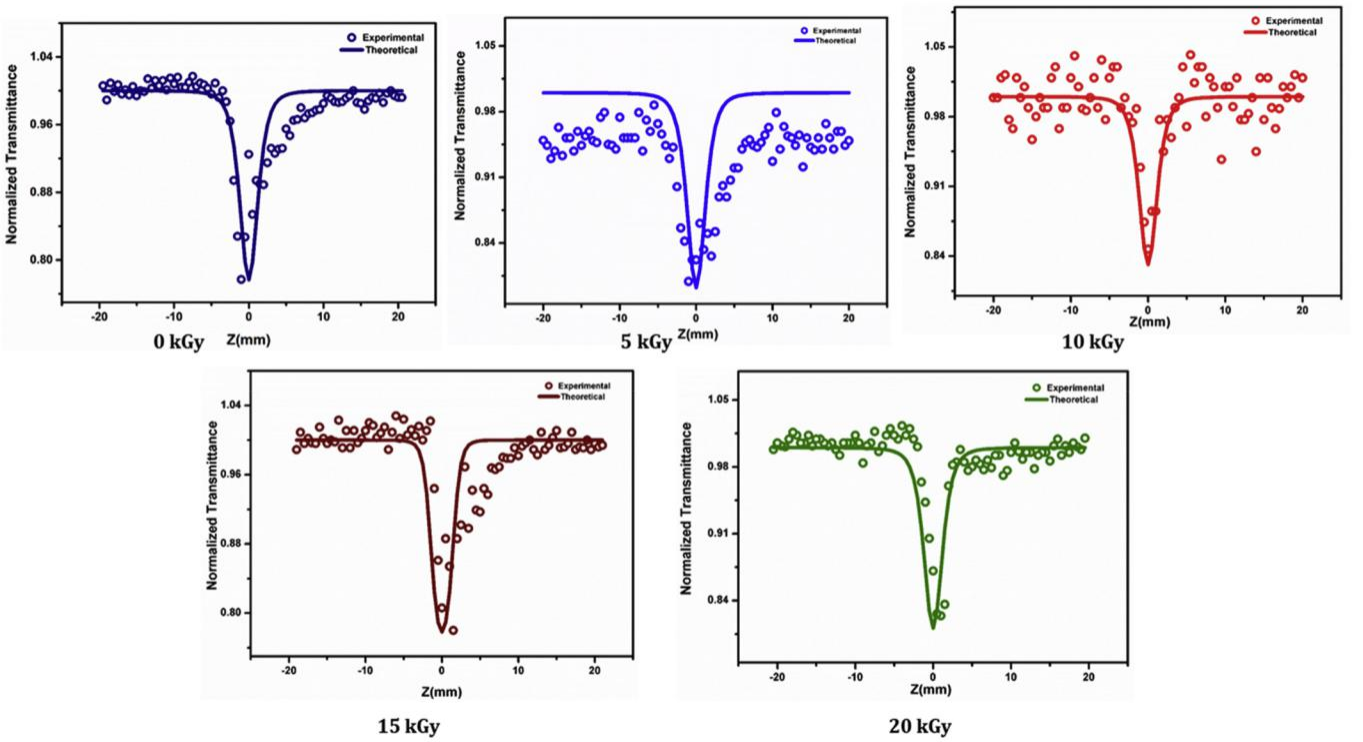 Experimental
Theoretical
1.04
0.96
0.88
0.80
Normalized Transmittance
-20
-10
0
10
20
Z(mm)
0 kGy
Experimental
Theoretical
1.05
0.98
0.91
0.84
Normalized Transmittance
-20
-10
0
10
20
Z(mm)
5 kGy
Experimental
Theoretical
1.05
0.98
0.91
0.84
Normalized Transmittance
-20
-10
0
10
20
Z(mm)
10 kGy
Experimental
Theoretical
1.04
0.96
0.88
0.80
Normalized Transmittance
-20
-10
0
10
20
Z(mm)
15 kGy
Experimental
Theoretical
1.05
0.98
0.91
0.84
Normalized Transmittance
-20
-10
0
10
20
Z(mm)
20 kGy